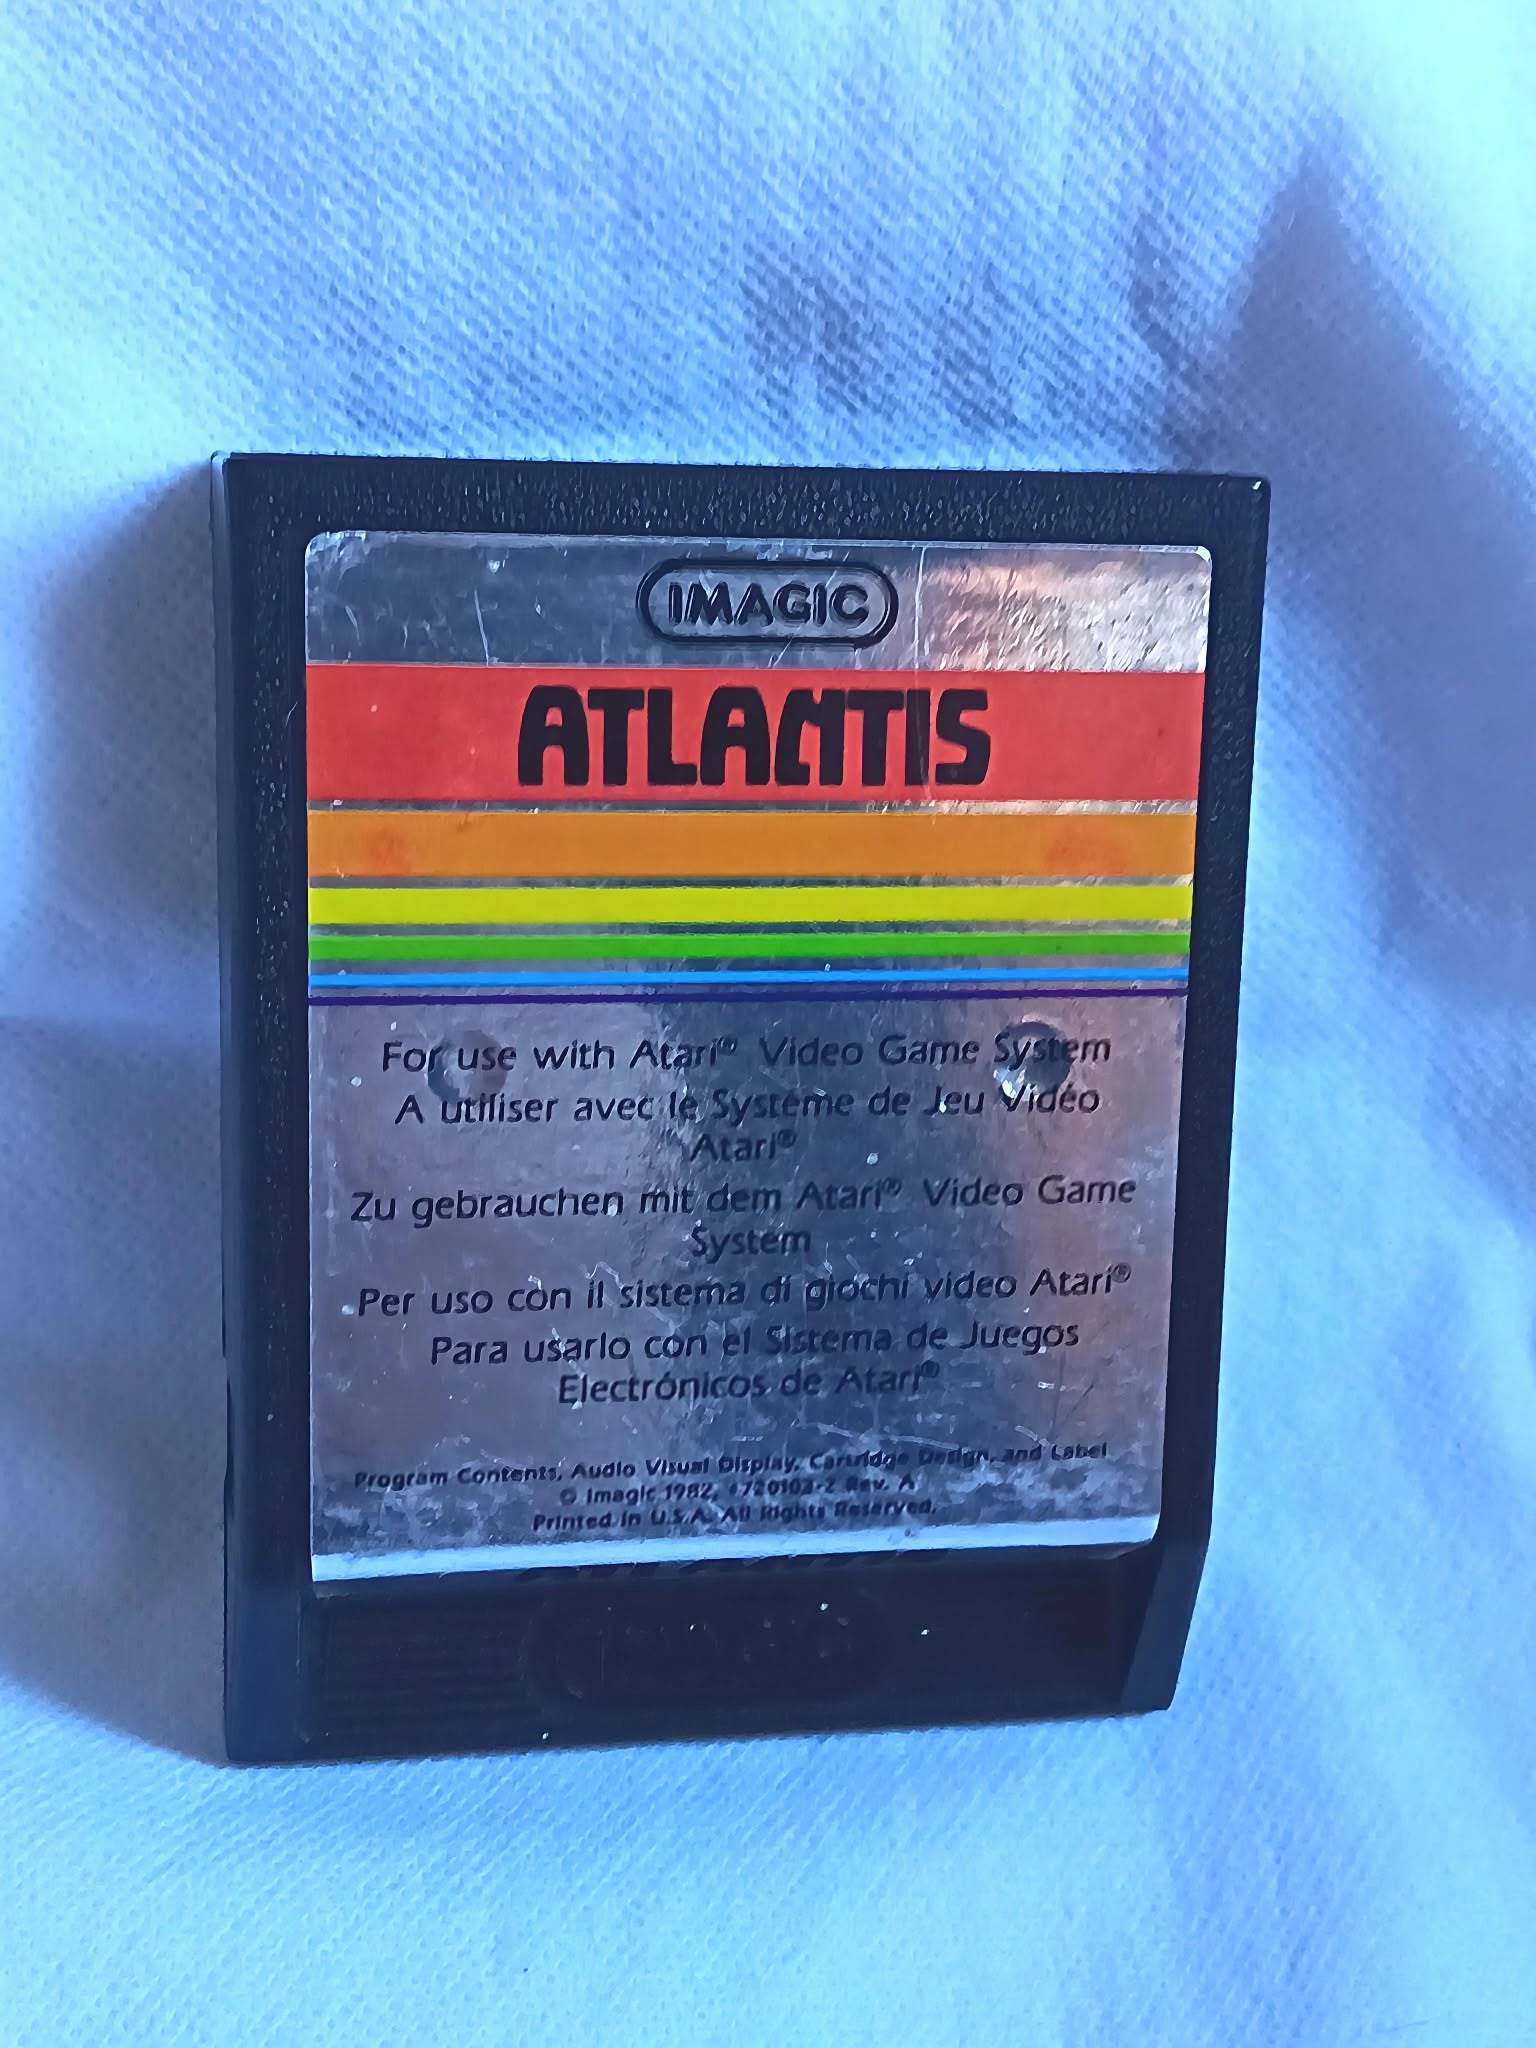 IMAGIC
ATLANTIS
For use with Atari® Video Game System
A utiliser avec le Système de Jeu Vidéo
Atari®
Zu gebrauchen mit dem Atari® Video Game
System
Per uso con il sistema di giochi video Atari®
Para usarlo con el Sistema de Juegos
Electrónicos de Atari®
Program Contents, Audio Visual Display, Cartridge Design, and Label
© Imagic 1982, Rev. A
Printed in U.S.A. All Rights Reserved.